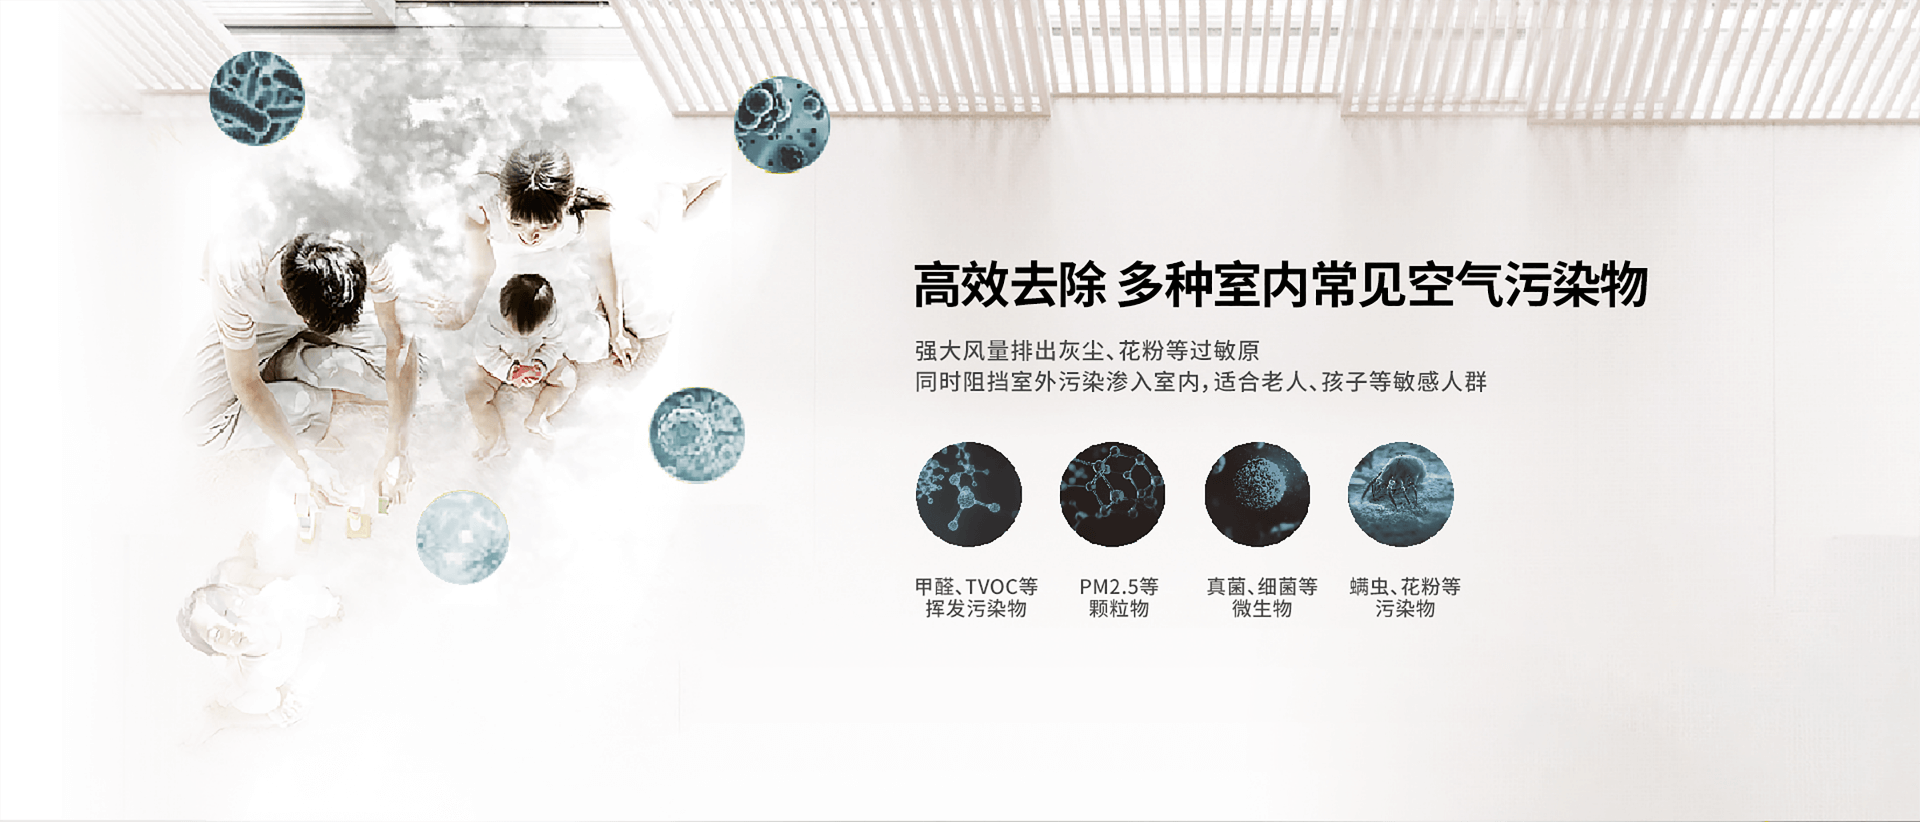 高效去除 多种室内常见空气污染物
强大风量排出灰尘、花粉等过敏原
同时阻挡室外污染渗入室内，适合老人、孩子等敏感人群
甲醛、TVOC等
挥发污染物
PM2.5等
颗粒物
真菌、细菌等
微生物
螨虫、花粉等
污染物